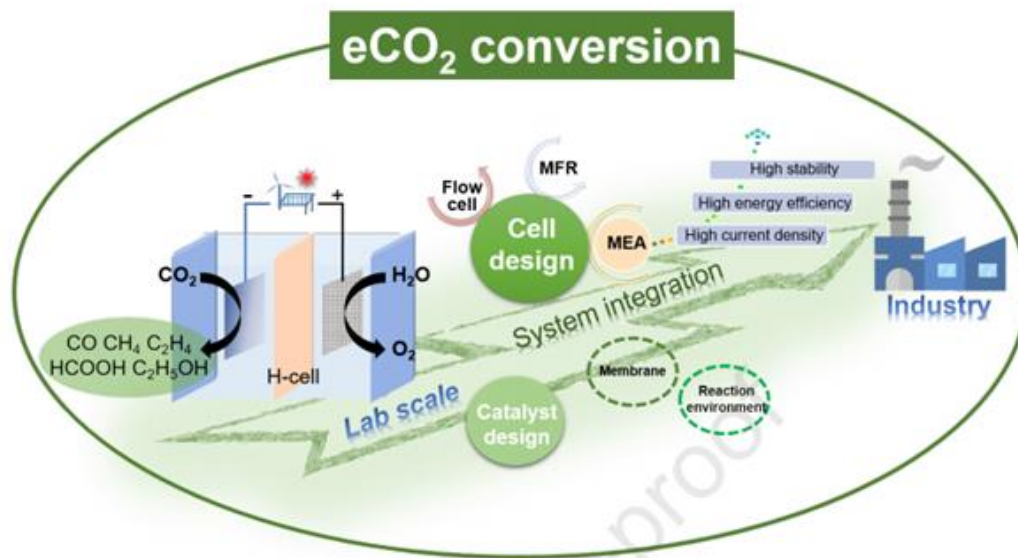 eCO₂ conversion
Flow
cell
MFR
Cell
design
MEA
High stability
High energy efficiency
High current density
Industry
− +
CO₂
H₂O
O₂
CO CH₄ C₂H₄
HCOOH C₂H₅OH
H-cell
System integration
Lab scale
Catalyst
design
Membrane
Reaction
environment
proof